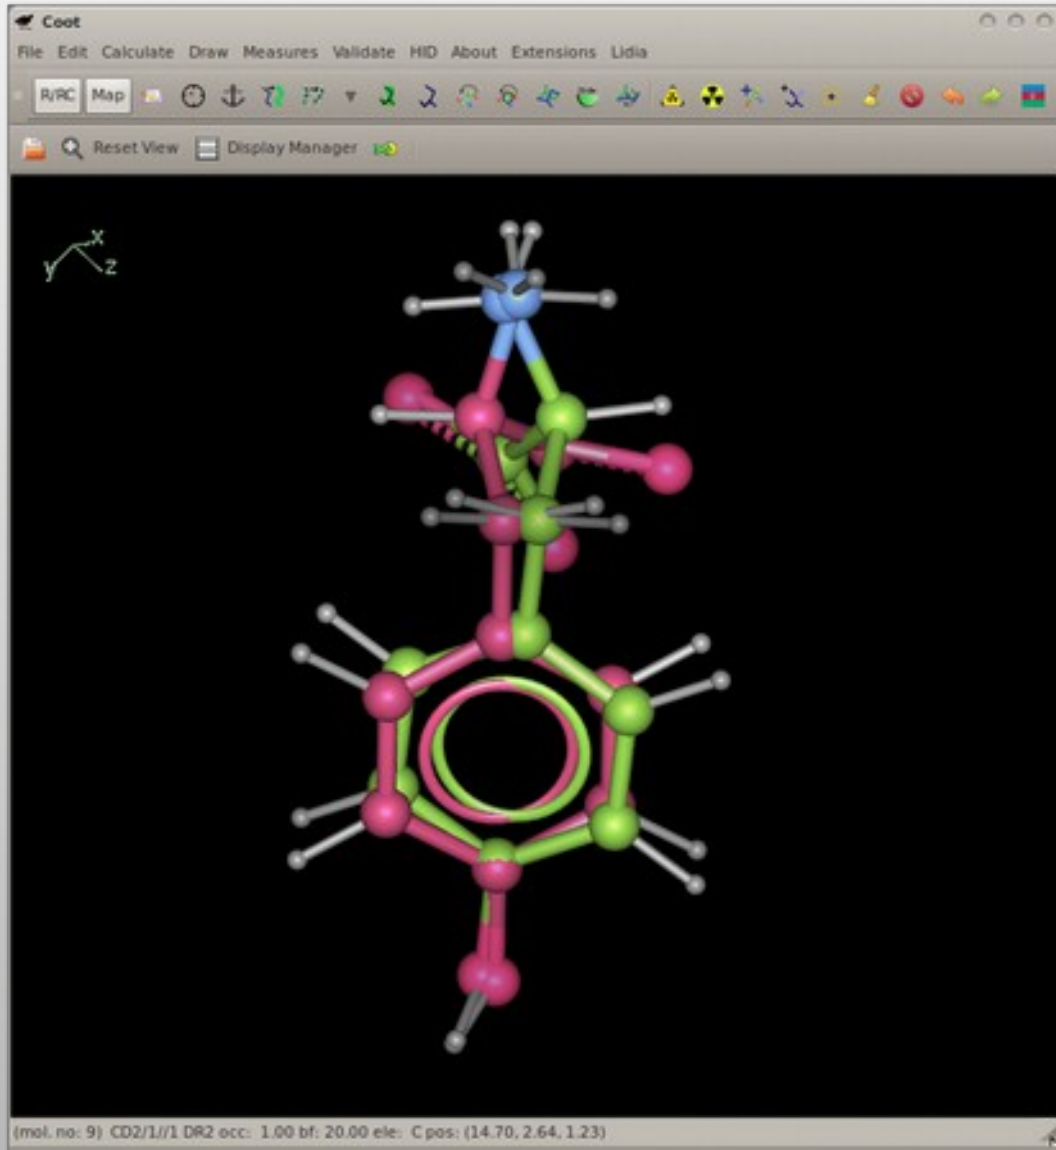 Coot
File Edit Calculate Draw Measures Validate HID About Extensions Lidia
R/RC Map
Reset View Display Manager
x
y z
(mol. no: 9) CD2/1//1 DR2 occ: 1.00 bf: 20.00 ele: C pos: (14.70, 2.64, 1.23)